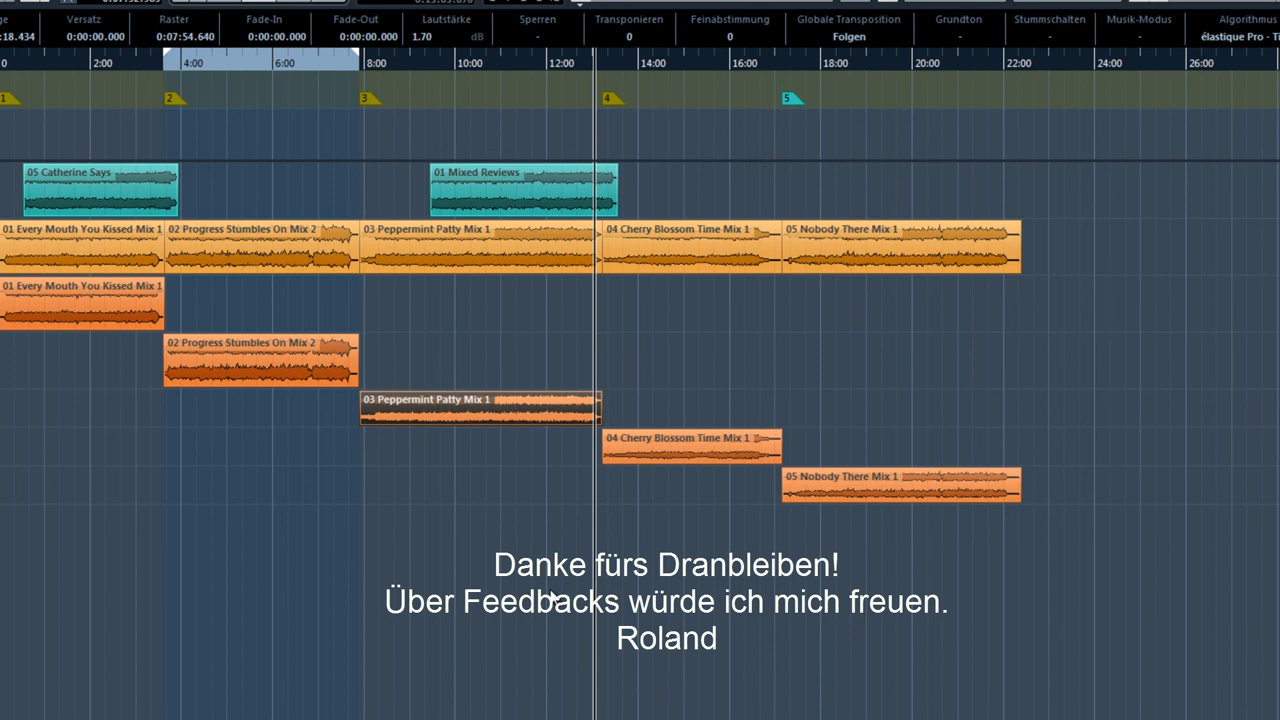 Versatz Raster Fade-In Fade-Out Lautstärke Sperren Transponieren Feinabstimmung Globale Transposition Grundton Stummschalten Musik-Modus Algorithmus
18.434 0:00:00.000 0:07:54.640 0:00:00.000 0:00:00.000 1.70 dB - 0 0 Folgen - - - élastique Pro - Ti
0 2:00 4:00 6:00 8:00 10:00 12:00 14:00 16:00 18:00 20:00 22:00 24:00 26:00
1 2 3 4 5
05 Catherine Says 01 Mixed Reviews
01 Every Mouth You Kissed Mix 1 02 Progress Stumbles On Mix 2 03 Peppermint Patty Mix 1 04 Cherry Blossom Time Mix 1 05 Nobody There Mix 1
01 Every Mouth You Kissed Mix 1
02 Progress Stumbles On Mix 2
03 Peppermint Patty Mix 1
04 Cherry Blossom Time Mix 1
05 Nobody There Mix 1
Danke fürs Dranbleiben!
Über Feedbacks würde ich mich freuen.
Roland